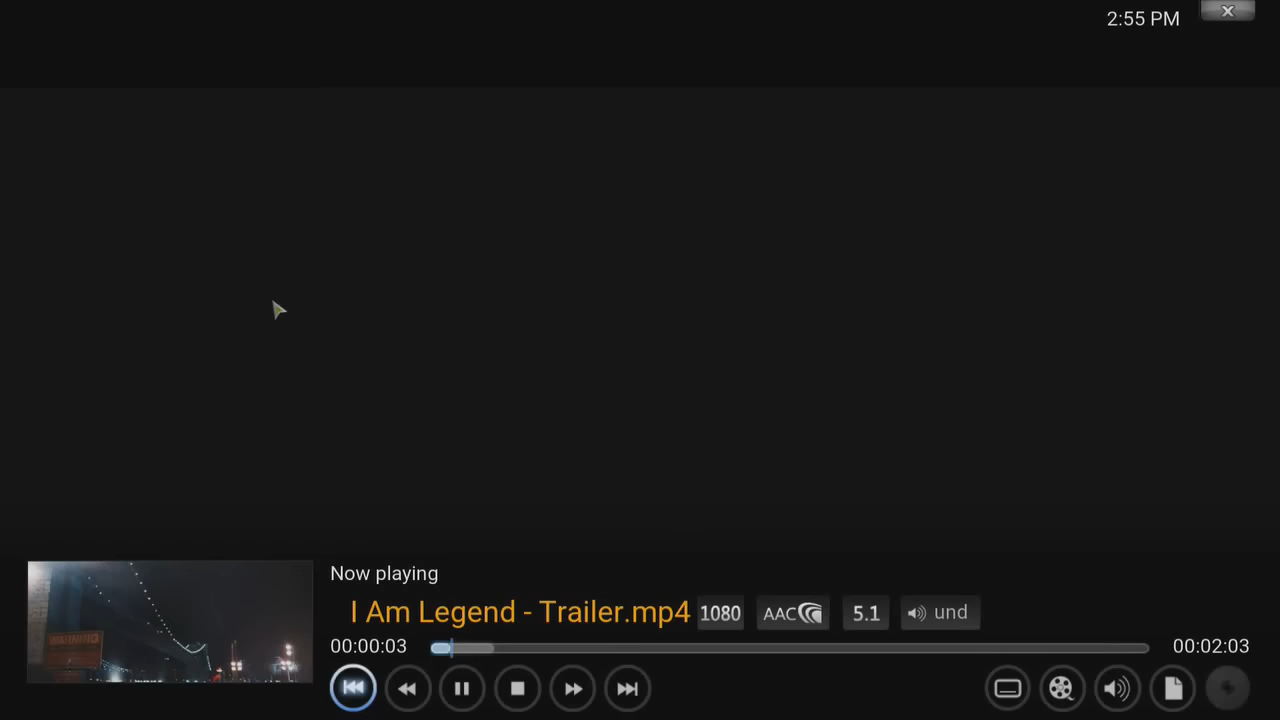 2:55 PM
Now playing
I Am Legend - Trailer.mp4 1080 AAC 5.1 und
00:00:03 00:02:03
WARNING